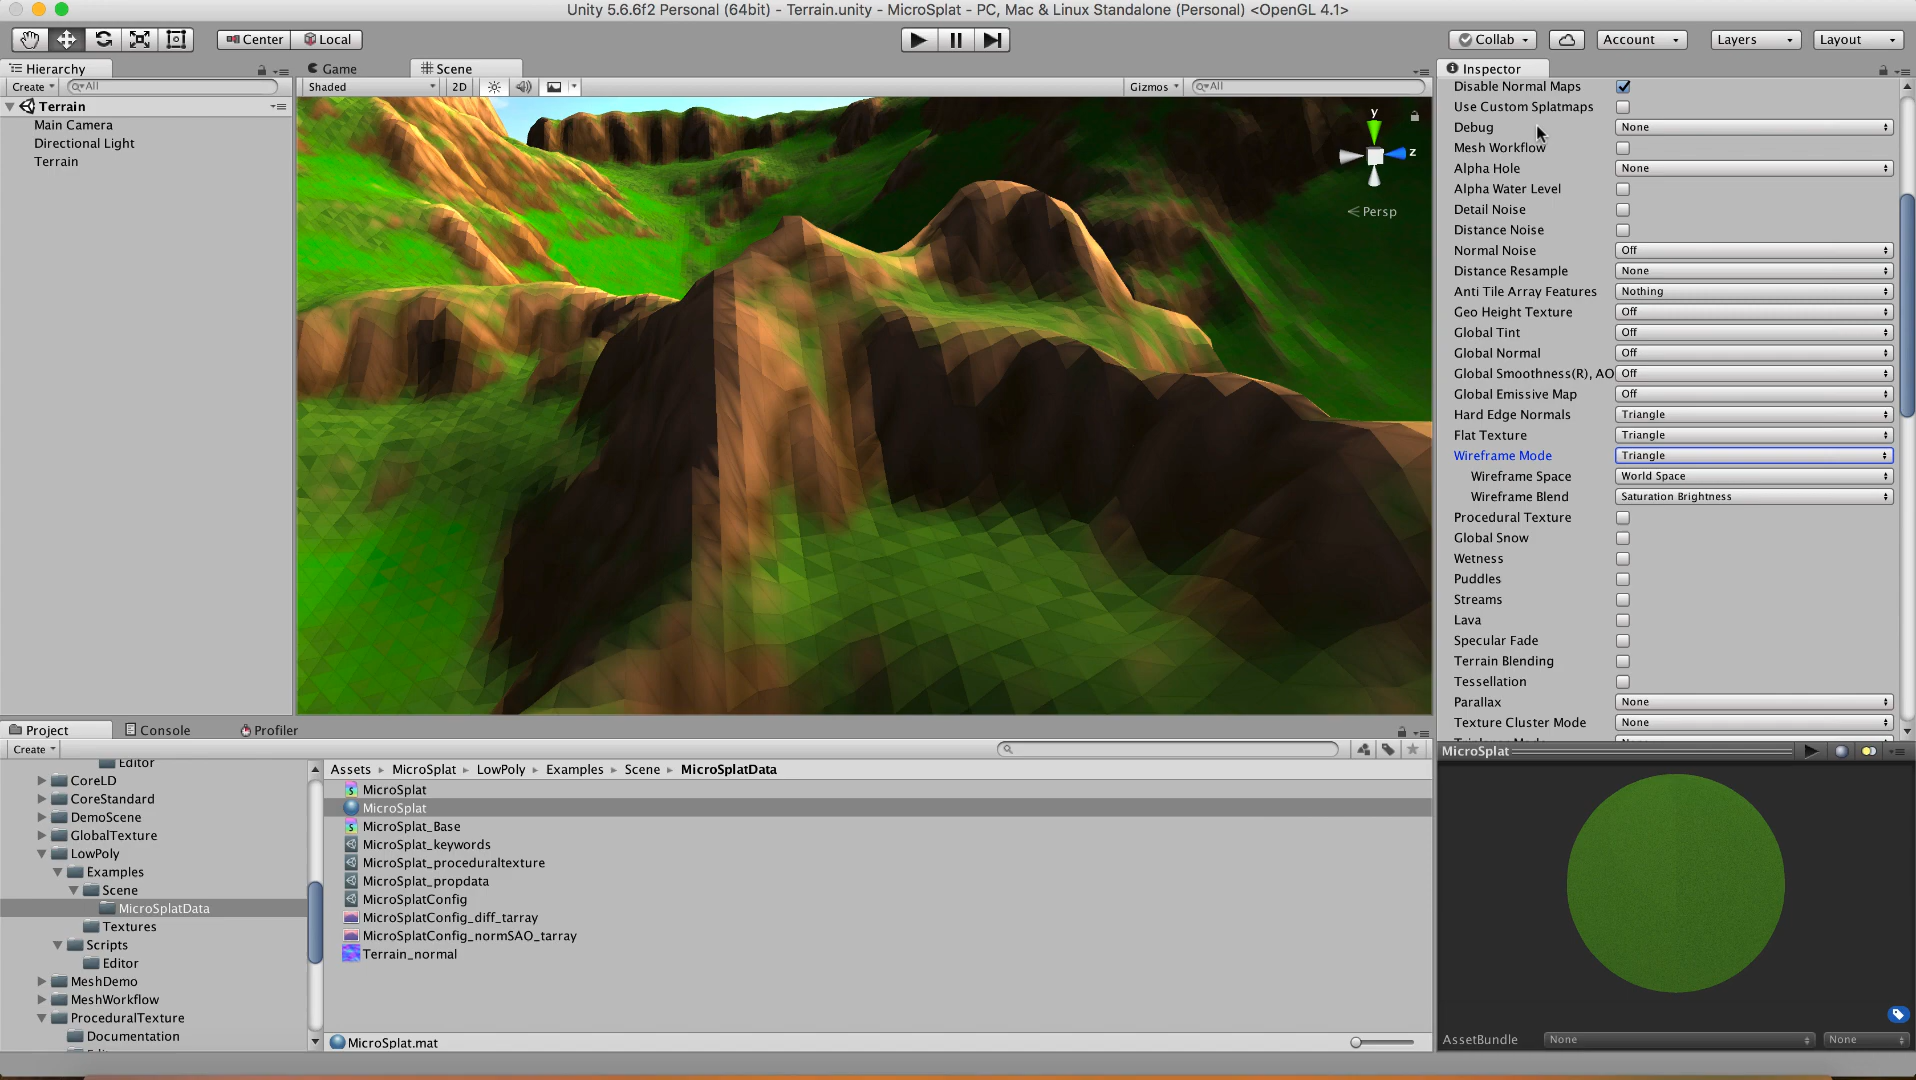 Unity 5.6.6f2 Personal (64bit) - Terrain.unity - MicroSplat - PC, Mac & Linux Standalone (Personal) <OpenGL 4.1>
Center
Local
Collab
Account
Layers
Layout
Hierarchy
Create
All
Terrain
Main Camera
Directional Light
Terrain
Game
Scene
Shaded
2D
Gizmos
All
y
z
Persp
Inspector
Disable Normal Maps
Use Custom Splatmaps
Debug None
Mesh Workflow
Alpha Hole None
Alpha Water Level
Detail Noise
Distance Noise
Normal Noise Off
Distance Resample None
Anti Tile Array Features Nothing
Geo Height Texture Off
Global Tint Off
Global Normal Off
Global Smoothness(R), AO Off
Global Emissive Map Off
Hard Edge Normals Triangle
Flat Texture Triangle
Wireframe Mode Triangle
Wireframe Space World Space
Wireframe Blend Saturation Brightness
Procedural Texture
Global Snow
Wetness
Puddles
Streams
Lava
Specular Fade
Terrain Blending
Tessellation
Parallax None
Texture Cluster Mode None
Project
Console
Profiler
Create
Editor
CoreLD
CoreStandard
DemoScene
GlobalTexture
LowPoly
Examples
Scene
MicroSplatData
Textures
Scripts
Editor
MeshDemo
MeshWorkflow
ProceduralTexture
Documentation
Assets MicroSplat LowPoly Examples Scene MicroSplatData
MicroSplat
MicroSplat
MicroSplat_Base
MicroSplat_keywords
MicroSplat_proceduraltexture
MicroSplat_propdata
MicroSplatConfig
MicroSplatConfig_diff_tarray
MicroSplatConfig_normSAO_tarray
Terrain_normal
MicroSplat.mat
MicroSplat
AssetBundle None None